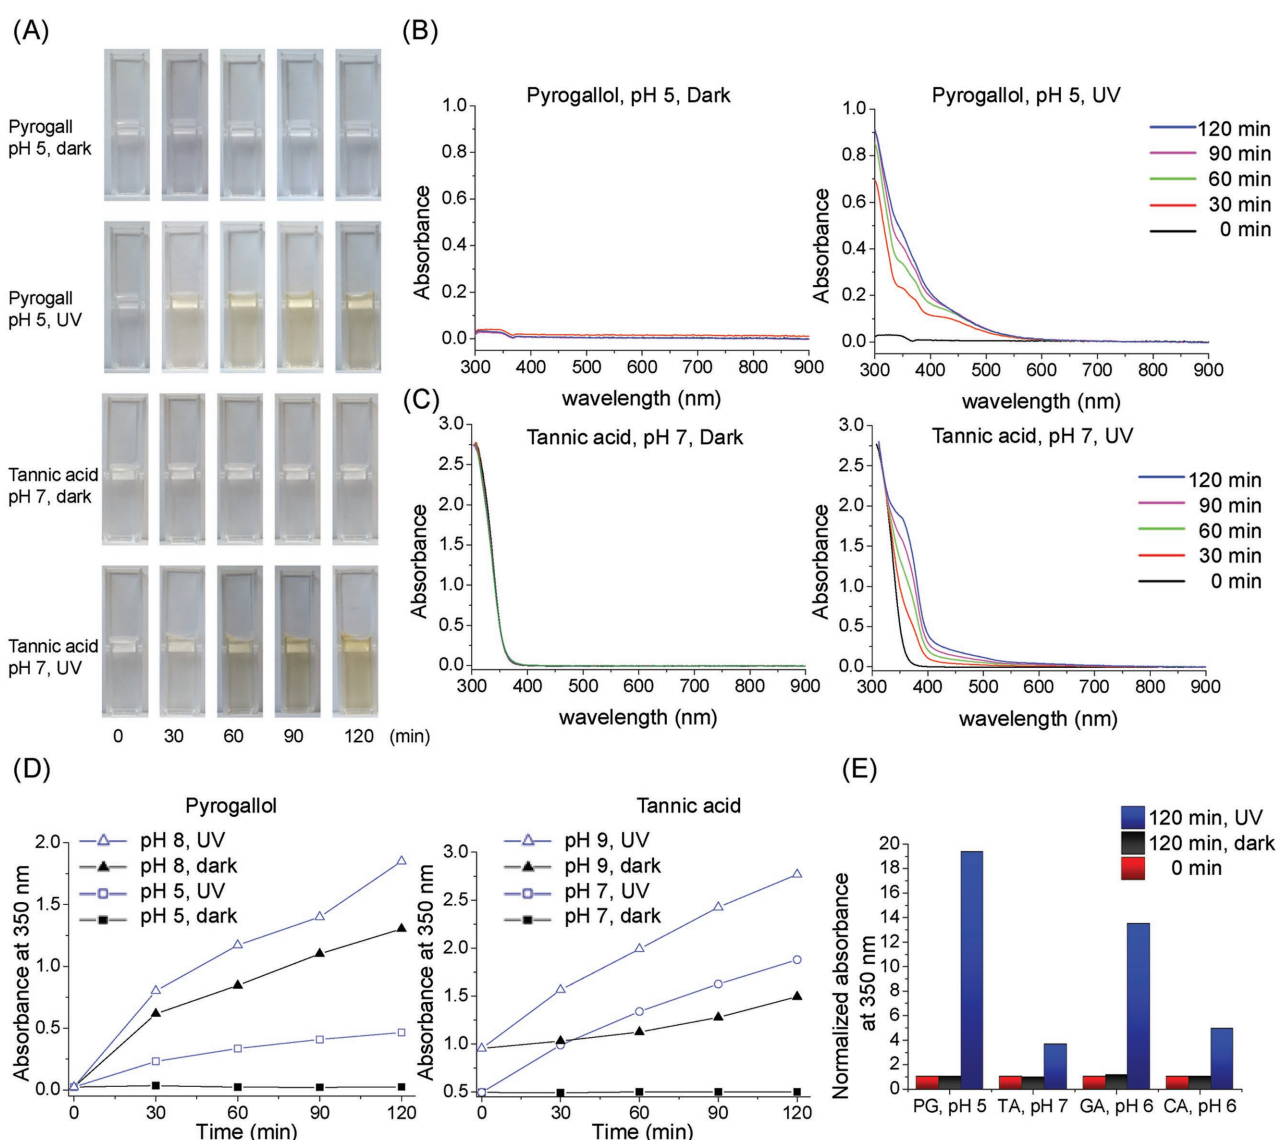 (A)
Pyrogall
pH 5, dark
Pyrogall
pH 5, UV
Tannic acid
pH 7, dark
Tannic acid
pH 7, UV
0 30 60 90 120 (min)
(B)
Pyrogallol, pH 5, Dark
Absorbance
1.0
0.8
0.6
0.4
0.2
0.0
300 400 500 600 700 800 900
wavelength (nm)
Pyrogallol, pH 5, UV
Absorbance
1.0
0.8
0.6
0.4
0.2
0.0
300 400 500 600 700 800 900
wavelength (nm)
120 min
90 min
60 min
30 min
0 min
(C)
Tannic acid, pH 7, Dark
Absorbance
3.0
2.5
2.0
1.5
1.0
0.5
0.0
300 400 500 600 700 800 900
wavelength (nm)
Tannic acid, pH 7, UV
Absorbance
3.0
2.5
2.0
1.5
1.0
0.5
0.0
300 400 500 600 700 800 900
wavelength (nm)
120 min
90 min
60 min
30 min
0 min
(D)
Pyrogallol
pH 8, UV
pH 8, dark
pH 5, UV
pH 5, dark
Absorbance at 350 nm
2.0
1.5
1.0
0.5
0.0
0 30 60 90 120
Time (min)
Tannic acid
pH 9, UV
pH 9, dark
pH 7, UV
pH 7, dark
Absorbance at 350 nm
3.0
2.5
2.0
1.5
1.0
0.5
0 30 60 90 120
Time (min)
(E)
120 min, UV
120 min, dark
0 min
Normalized absorbance
at 350 nm
20
18
16
14
12
10
8
6
4
2
0
PG, pH 5 TA, pH 7 GA, pH 6 CA, pH 6